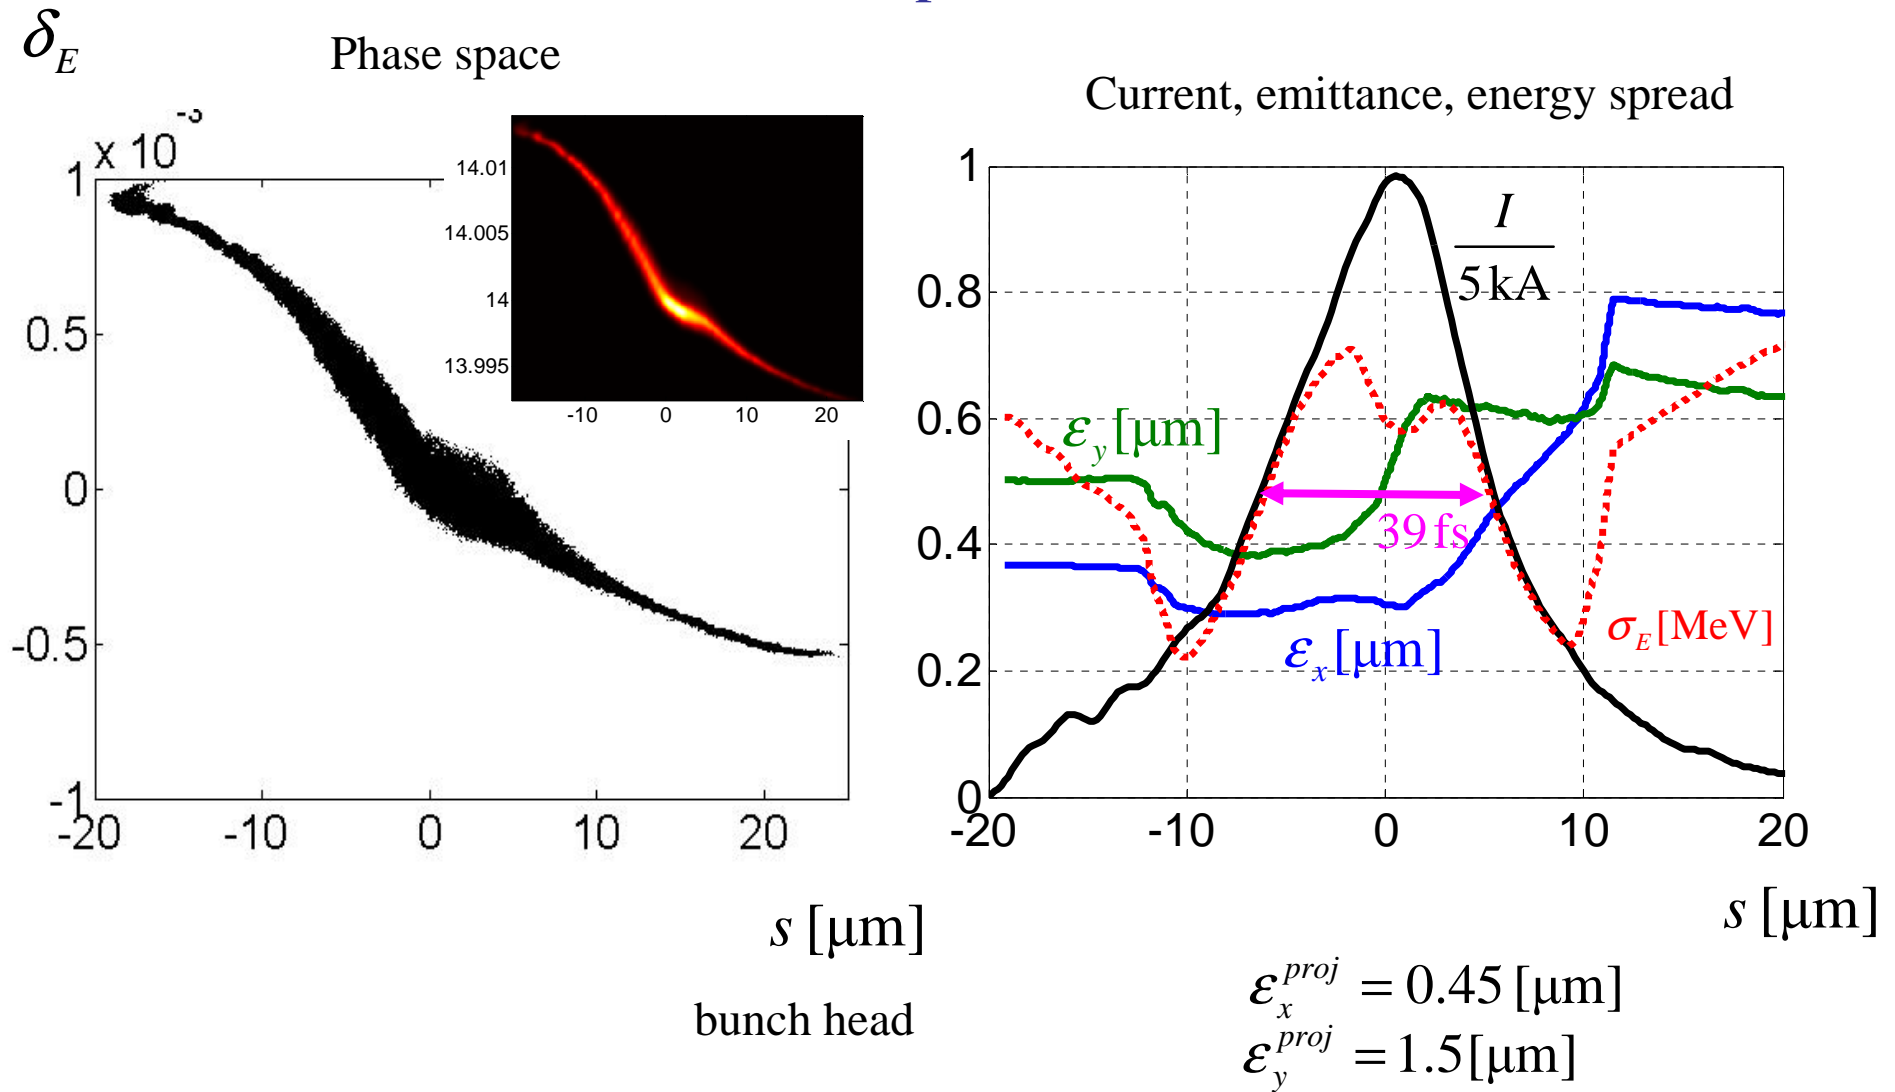 δ_E
Phase space
x 10^-3
1
0.5
0
-0.5
-1
-20 -10 0 10 20
s [μm]
bunch head
14.01
14.005
14
13.995
-10 0 10 20
Current, emittance, energy spread
1
0.8
0.6
0.4
0.2
0
-20 -10 0 10 20
I
5 kA
ε_y [μm]
39 fs
ε_x [μm]
σ_E [MeV]
s [μm]
ε_x^proj = 0.45 [μm]
ε_y^proj = 1.5 [μm]